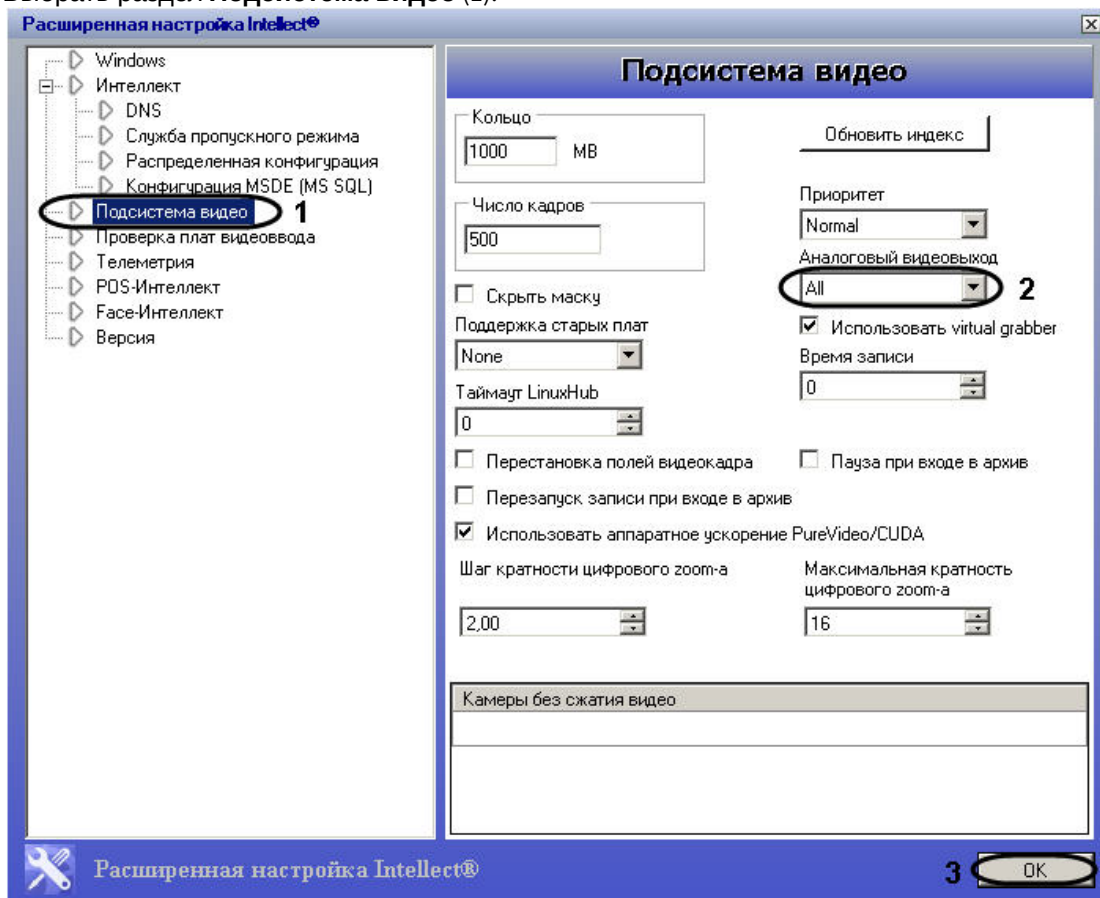 Выбрать раздел Подсистема видео (1).
Расширенная настройка Intellect®
Windows
Интеллект
DNS
Служба пропускного режима
Распределенная конфигурация
Конфигурация MSDE (MS SQL)
Подсистема видео 1
Проверка плат видеоввода
Телеметрия
POS-Интеллект
Face-Интеллект
Версия
Подсистема видео
Кольцо
1000 MB
Обновить индекс
Число кадров
500
Приоритет
Normal
Аналоговый видеовыход
All 2
Скрыть маску
Использовать virtual grabber
Поддержка старых плат
None
Время записи
0
Таймаут LinuxHub
0
Перестановка полей видеокадра
Пауза при входе в архив
Перезапуск записи при входе в архив
Использовать аппаратное ускорение PureVideo/CUDA
Шаг кратности цифрового zoom-а
2,00
Максимальная кратность
цифрового zoom-а
16
Камеры без сжатия видео
Расширенная настройка Intellect®
3 OK